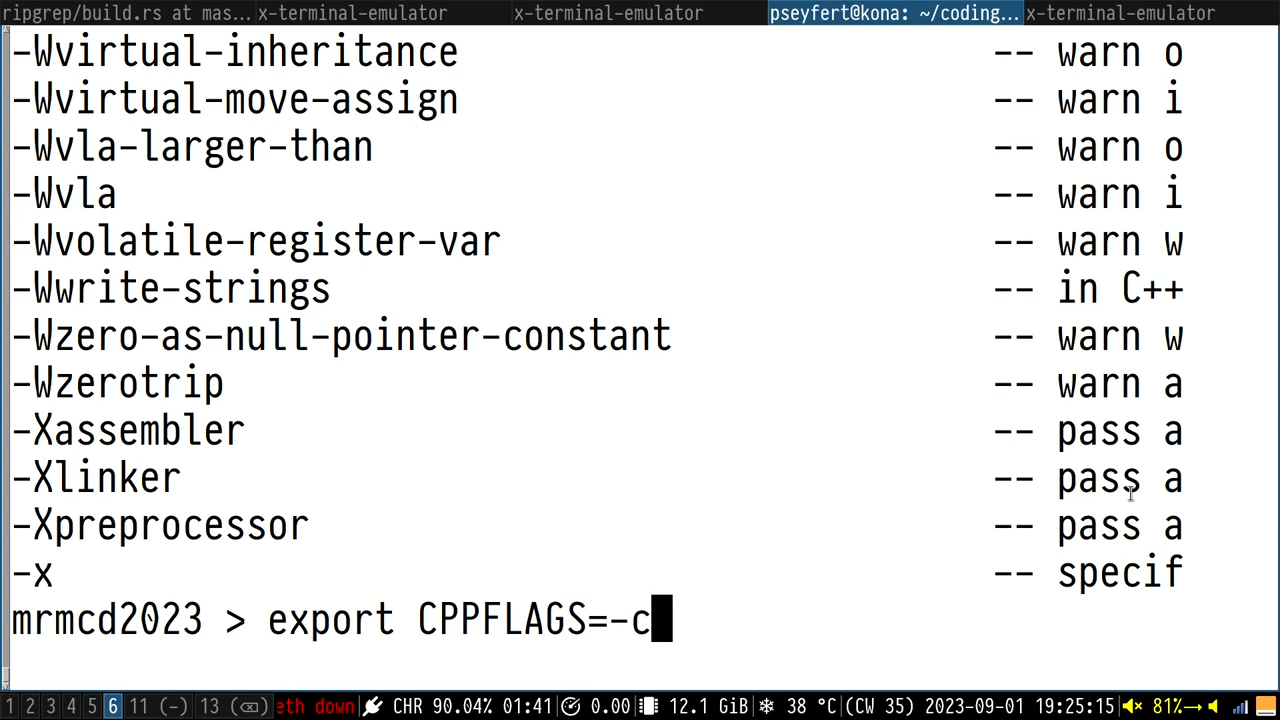 ripgrep/build.rs at mas... x-terminal-emulator x-terminal-emulator pseyfert@kona: ~/coding... x-terminal-emulator
-Wvirtual-inheritance -- warn o
-Wvirtual-move-assign -- warn i
-Wvla-larger-than -- warn o
-Wvla -- warn i
-Wvolatile-register-var -- warn w
-Wwrite-strings -- in C++
-Wzero-as-null-pointer-constant -- warn w
-Wzerotrip -- warn a
-Xassembler -- pass a
-Xlinker -- pass a
-Xpreprocessor -- pass a
-x -- specif
mrmcd2023 > export CPPFLAGS=-c
1 2 3 4 5 6 11 (-) 13 (⌫) eth down CHR 90.04% 01:41 0.00 12.1 GiB 38 °C (CW 35) 2023-09-01 19:25:15 81%→